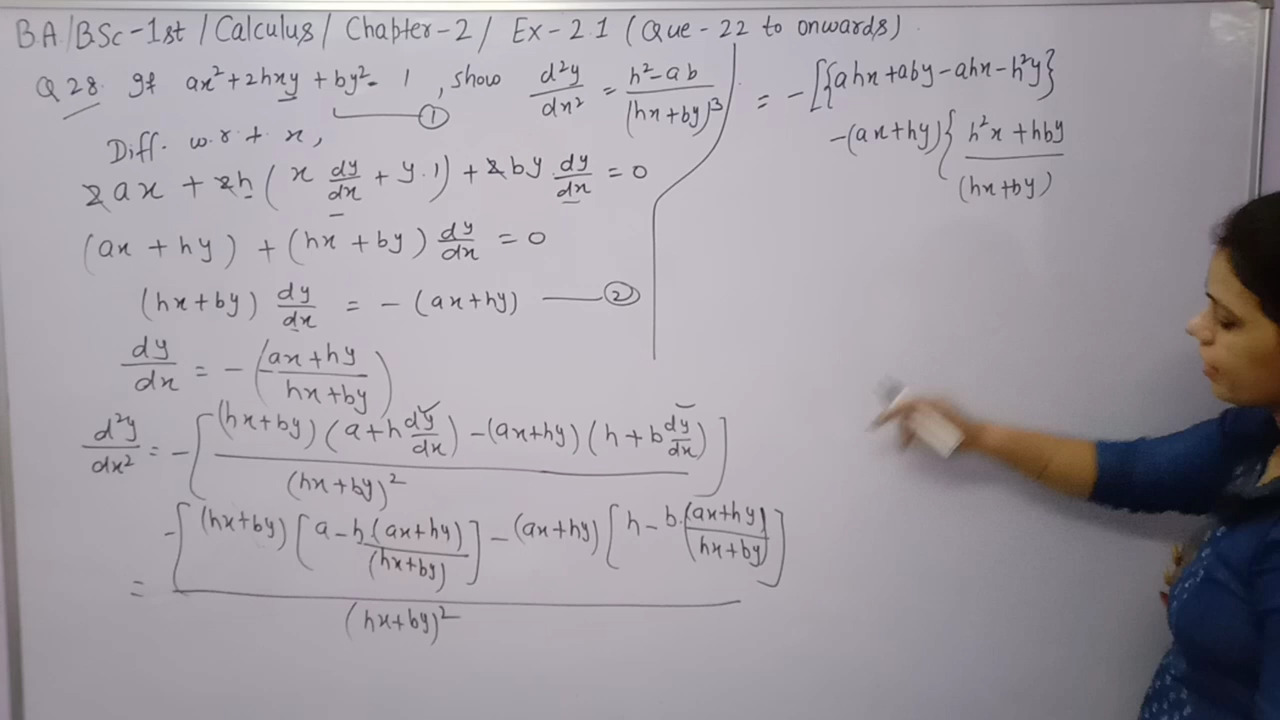 B.A./B.Sc-1st / Calculus / Chapter-2 / Ex-2.1 (Que-22 to onwards)
Q 28. If ax²+2hxy+by²=1, show d²y/dx² = h²-ab/(hx+by)³
①
Diff. w.r.t x,
2ax + 2h(x dy/dx + y.1) + 2by.dy/dx = 0
(ax + hy) + (hx + by) dy/dx = 0
(hx+by) dy/dx = -(ax+hy) — ②
dy/dx = -(ax+hy/hx+by)
d²y/dx² = -[(hx+by)(a+h dy/dx)-(ax+hy)(h+b dy/dx)/(hx+by)²]
= -[(hx+by)[a-h.(ax+hy)/(hx+by)]-(ax+hy)[h-b.(ax+hy)/(hx+by)]/(hx+by)²
= -[{ahx+aby-ahx-h²y}
-(ax+hy){h²x+hby/(hx+by)